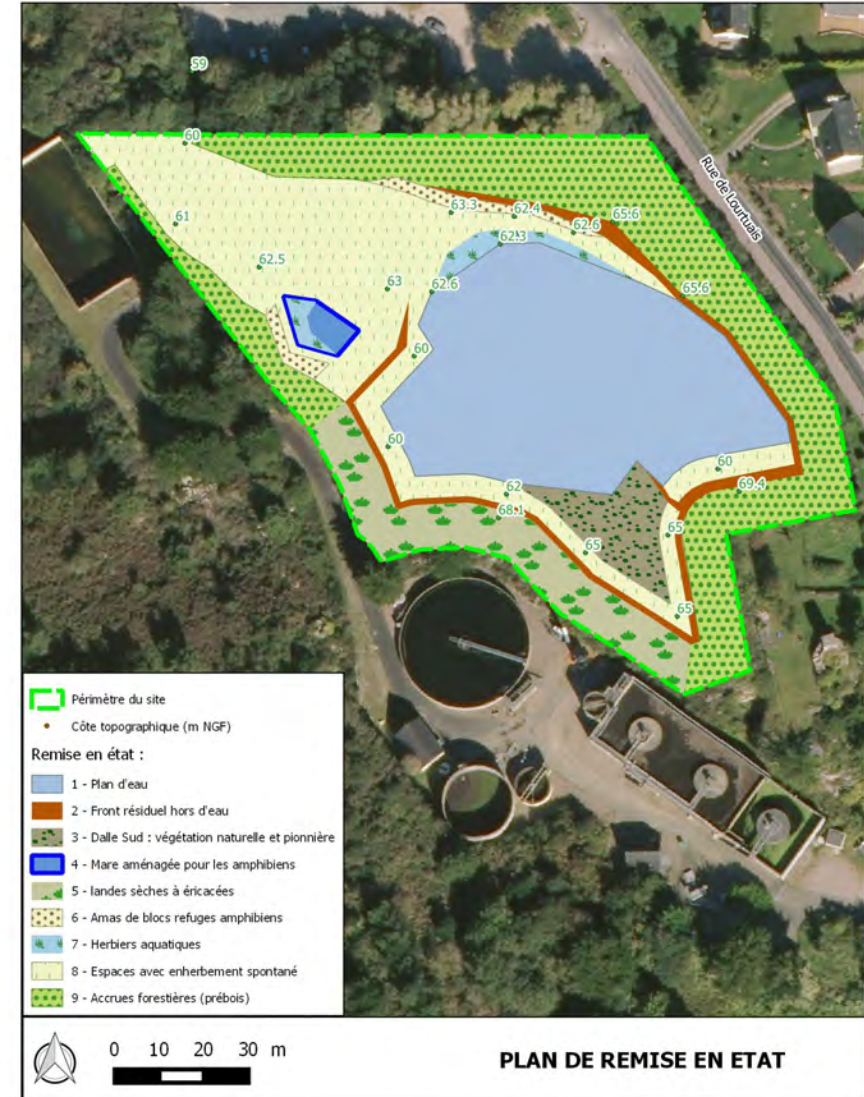 59
60
Rue de Lourtuais
61
63.3
62.4
62.6
65.6
62.3
62.5
63
62.6
65.6
60
60
60
62
69.4
68.1
65
65
65
Périmètre du site
Côte topographique (m NGF)
Remise en état :
1 - Plan d'eau
2 - Front résiduel hors d'eau
3 - Dalle Sud : végétation naturelle et pionnière
4 - Mare aménagée pour les amphibiens
5 - landes sèches à éricacées
6 - Amas de blocs refuges amphibiens
7 - Herbiers aquatiques
8 - Espaces avec enherbement spontané
9 - Accrues forestières (prébois)
0 10 20 30 m
PLAN DE REMISE EN ETAT